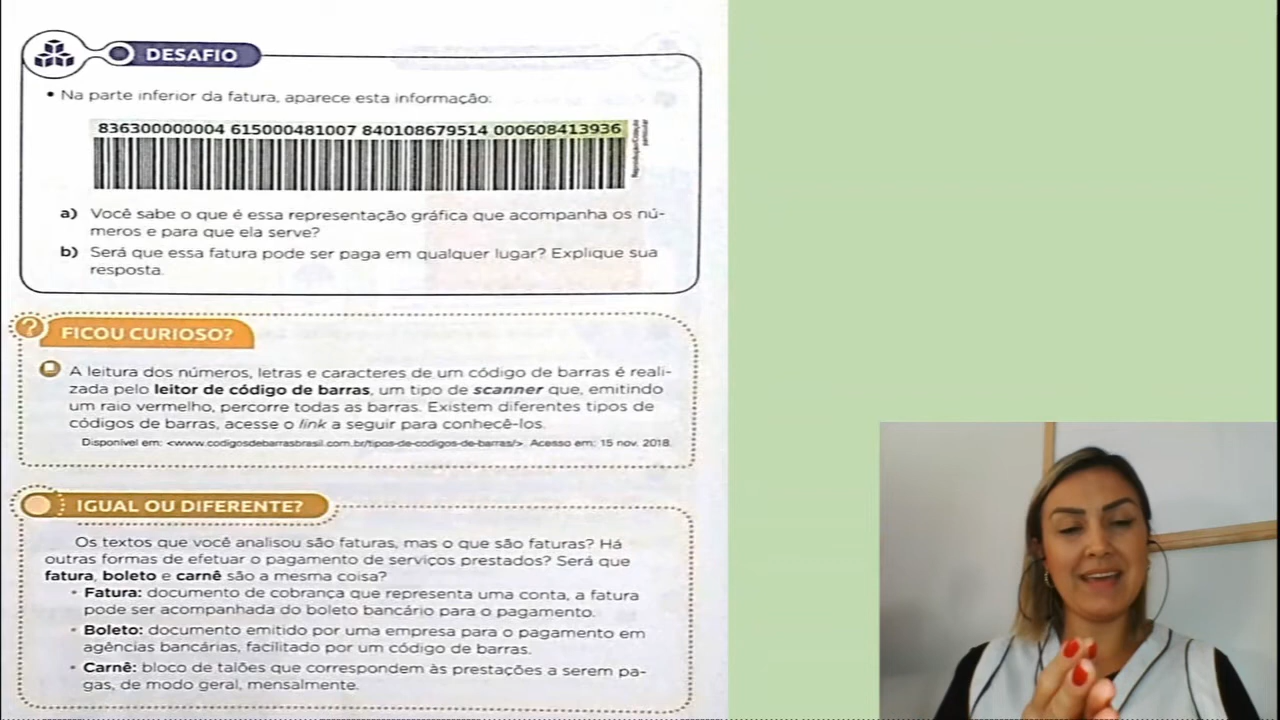 DESAFIO
• Na parte inferior da fatura, aparece esta informação:
836300000004 615000481007 840108679514 000608413936
Reprodução/Coleção
particular
a) Você sabe o que é essa representação gráfica que acompanha os nú-
meros e para que ela serve?
b) Será que essa fatura pode ser paga em qualquer lugar? Explique sua
resposta.
?
FICOU CURIOSO?
A leitura dos números, letras e caracteres de um código de barras é reali-
zada pelo leitor de código de barras, um tipo de scanner que, emitindo
um raio vermelho, percorre todas as barras. Existem diferentes tipos de
códigos de barras, acesse o link a seguir para conhecê-los.
Disponível em: <www.codigosdebarrasbrasil.com.br/tipos-de-codigos-de-barras/>. Acesso em: 15 nov. 2018.
IGUAL OU DIFERENTE?
Os textos que você analisou são faturas, mas o que são faturas? Há
outras formas de efetuar o pagamento de serviços prestados? Será que
fatura, boleto e carnê são a mesma coisa?
• Fatura: documento de cobrança que representa uma conta, a fatura
pode ser acompanhada do boleto bancário para o pagamento.
• Boleto: documento emitido por uma empresa para o pagamento em
agências bancárias, facilitado por um código de barras.
• Carnê: bloco de talões que correspondem às prestações a serem pa-
gas, de modo geral, mensalmente.